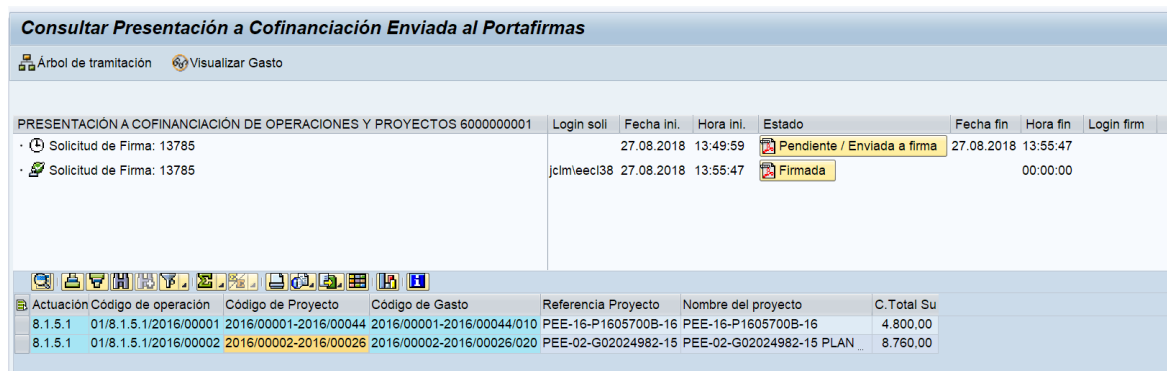 Consultar Presentación a Cofinanciación Enviada al Portafirmas
Árbol de tramitación Visualizar Gasto
PRESENTACIÓN A COFINANCIACIÓN DE OPERACIONES Y PROYECTOS 6000000001 Login soli Fecha ini. Hora ini. Estado Fecha fin Hora fin Login firm
Solicitud de Firma: 13785 27.08.2018 13:49:59 Pendiente / Enviada a firma 27.08.2018 13:55:47
Solicitud de Firma: 13785 jclm\eecl38 27.08.2018 13:55:47 Firmada 00:00:00
Actuación Código de operación Código de Proyecto Código de Gasto Referencia Proyecto Nombre del proyecto C.Total Su
8.1.5.1 01/8.1.5.1/2016/00001 2016/00001-2016/00044 2016/00001-2016/00044/010 PEE-16-P1605700B-16 PEE-16-P1605700B-16 4.800,00
8.1.5.1 01/8.1.5.1/2016/00002 2016/00002-2016/00026 2016/00002-2016/00026/020 PEE-02-G02024982-15 PEE-02-G02024982-15 PLAN 8.760,00